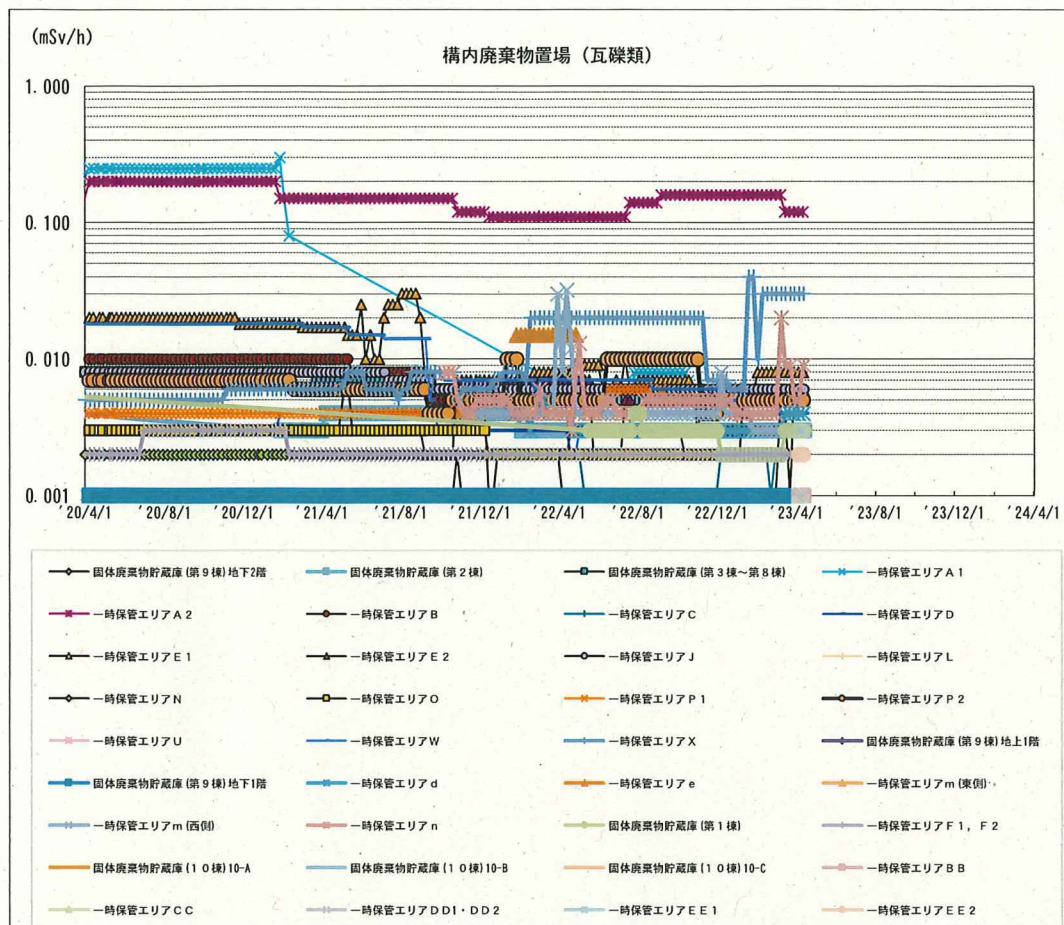 (mSv/h)
構内廃棄物置場（瓦礫類）
1.000
0.100
0.010
0.001
'20/4/1 '20/8/1 '20/12/1 '21/4/1 '21/8/1 '21/12/1 '22/4/1 '22/8/1 '22/12/1 '23/4/1 '23/8/1 '23/12/1 '24/4/1
固体廃棄物貯蔵庫(第9棟)地下2階 固体廃棄物貯蔵庫(第2棟) 固体廃棄物貯蔵庫(第3棟～第8棟) 一時保管エリアA1
一時保管エリアA2 一時保管エリアB 一時保管エリアC 一時保管エリアD
一時保管エリアE1 一時保管エリアE2 一時保管エリアJ 一時保管エリアL
一時保管エリアN 一時保管エリアO 一時保管エリアP1 一時保管エリアP2
一時保管エリアU 一時保管エリアW 一時保管エリアX 固体廃棄物貯蔵庫(第9棟)地上1階
固体廃棄物貯蔵庫(第9棟)地下1階 一時保管エリアd 一時保管エリアe 一時保管エリアm(東側)
一時保管エリアm(西側) 一時保管エリアn 固体廃棄物貯蔵庫(第1棟) 一時保管エリアF1，F2
固体廃棄物貯蔵庫(10棟)10-A 固体廃棄物貯蔵庫(10棟)10-B 固体廃棄物貯蔵庫(10棟)10-C 一時保管エリアBB
一時保管エリアCC 一時保管エリアDD1・DD2 一時保管エリアEE1 一時保管エリアEE2